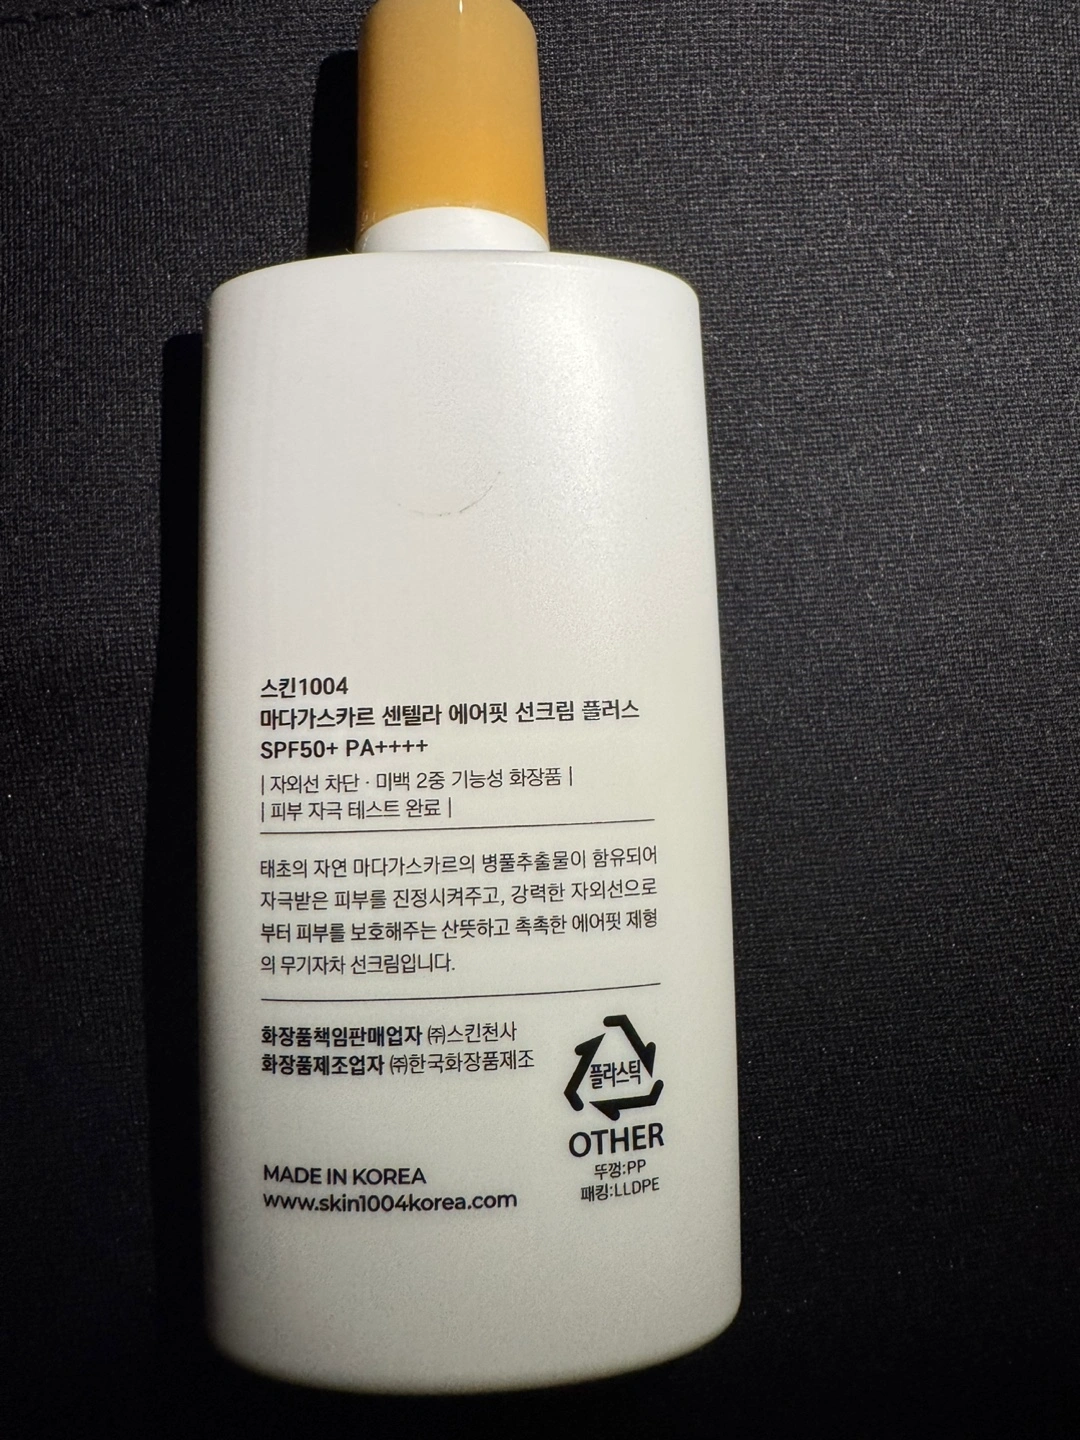 스킨1004
마다가스카르 센텔라 에어핏 선크림 플러스
SPF50+ PA++++
| 자외선 차단 · 미백 2중 기능성 화장품 |
| 피부 자극 테스트 완료 |
태초의 자연 마다가스카르의 병풀추출물이 함유되어
자극받은 피부를 진정시켜주고, 강력한 자외선으로
부터 피부를 보호해주는 산뜻하고 촉촉한 에어핏 제형
의 무기자차 선크림입니다.
화장품책임판매업자 ㈜스킨천사
화장품제조업자 ㈜한국화장품제조
플라스틱
OTHER
뚜껑:PP
패킹:LLDPE
MADE IN KOREA
www.skin1004korea.com